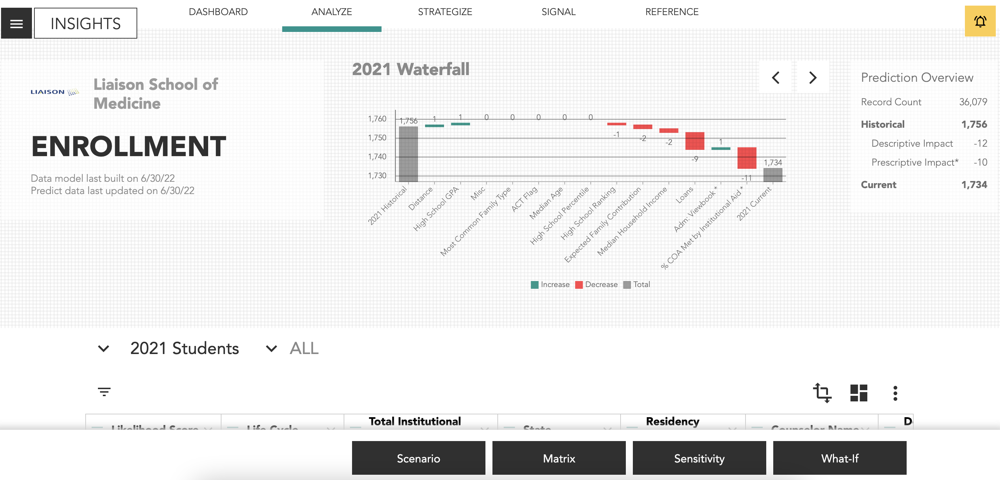 INSIGHTS
DASHBOARD
ANALYZE
STRATEGIZE
SIGNAL
REFERENCE
LIAISON
Liaison School of
Medicine
ENROLLMENT
Data model last built on 6/30/22
Predict data last updated on 6/30/22
2021 Waterfall
1,760
1,750
1,740
1,730
1,756
1
1
0
0
0
0
0
-1
-2
-2
-9
1
-11
1,734
2021 Historical
Distance
High School GPA
Misc
Most Common Family Type
ACT Flag
Median Age
High School Percentile
High School Ranking
Expected Family Contribution
Median Household Income
Loans
Adm: Viewbook *
% COA Met by Institutional Aid *
2021 Current
Increase
Decrease
Total
Prediction Overview
Record Count 36,079
Historical 1,756
Descriptive Impact -12
Prescriptive Impact* -10
Current 1,734
2021 Students
ALL
Likelihood Score
Life Cycle
Total Institutional
State
Residency
Counselor Name
Scenario
Matrix
Sensitivity
What-If